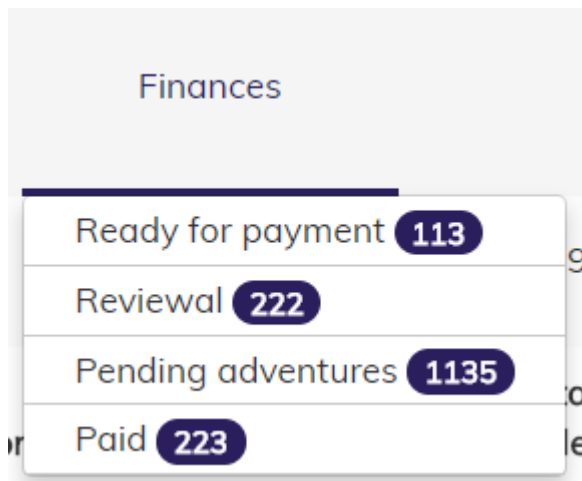 Finances
Ready for payment 113
Reviewal 222
Pending adventures 1135
Paid 223